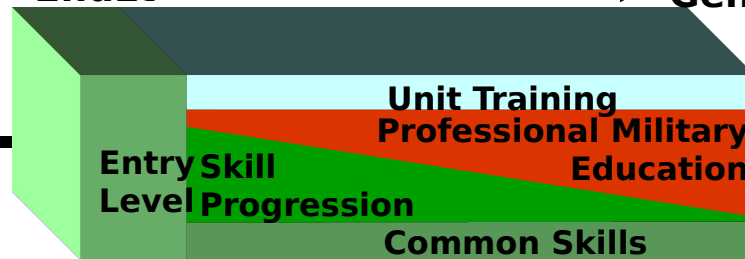 Unit Training
Professional Military
Education
Entry
Level
Skill
Progression
Common Skills